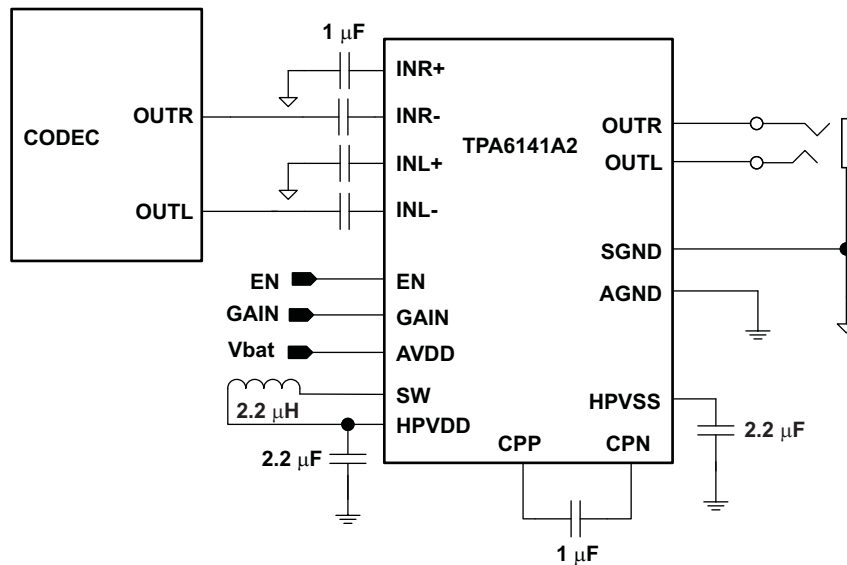 1 μF
INR+
OUTR
INR-
CODEC
TPA6141A2
OUTR
INL+
OUTL
OUTL
INL-
SGND
EN
EN
AGND
GAIN
GAIN
Vbat
AVDD
SW
HPVSS
2.2 μH
HPVDD
2.2 μF
2.2 μF
CPP
CPN
1 μF